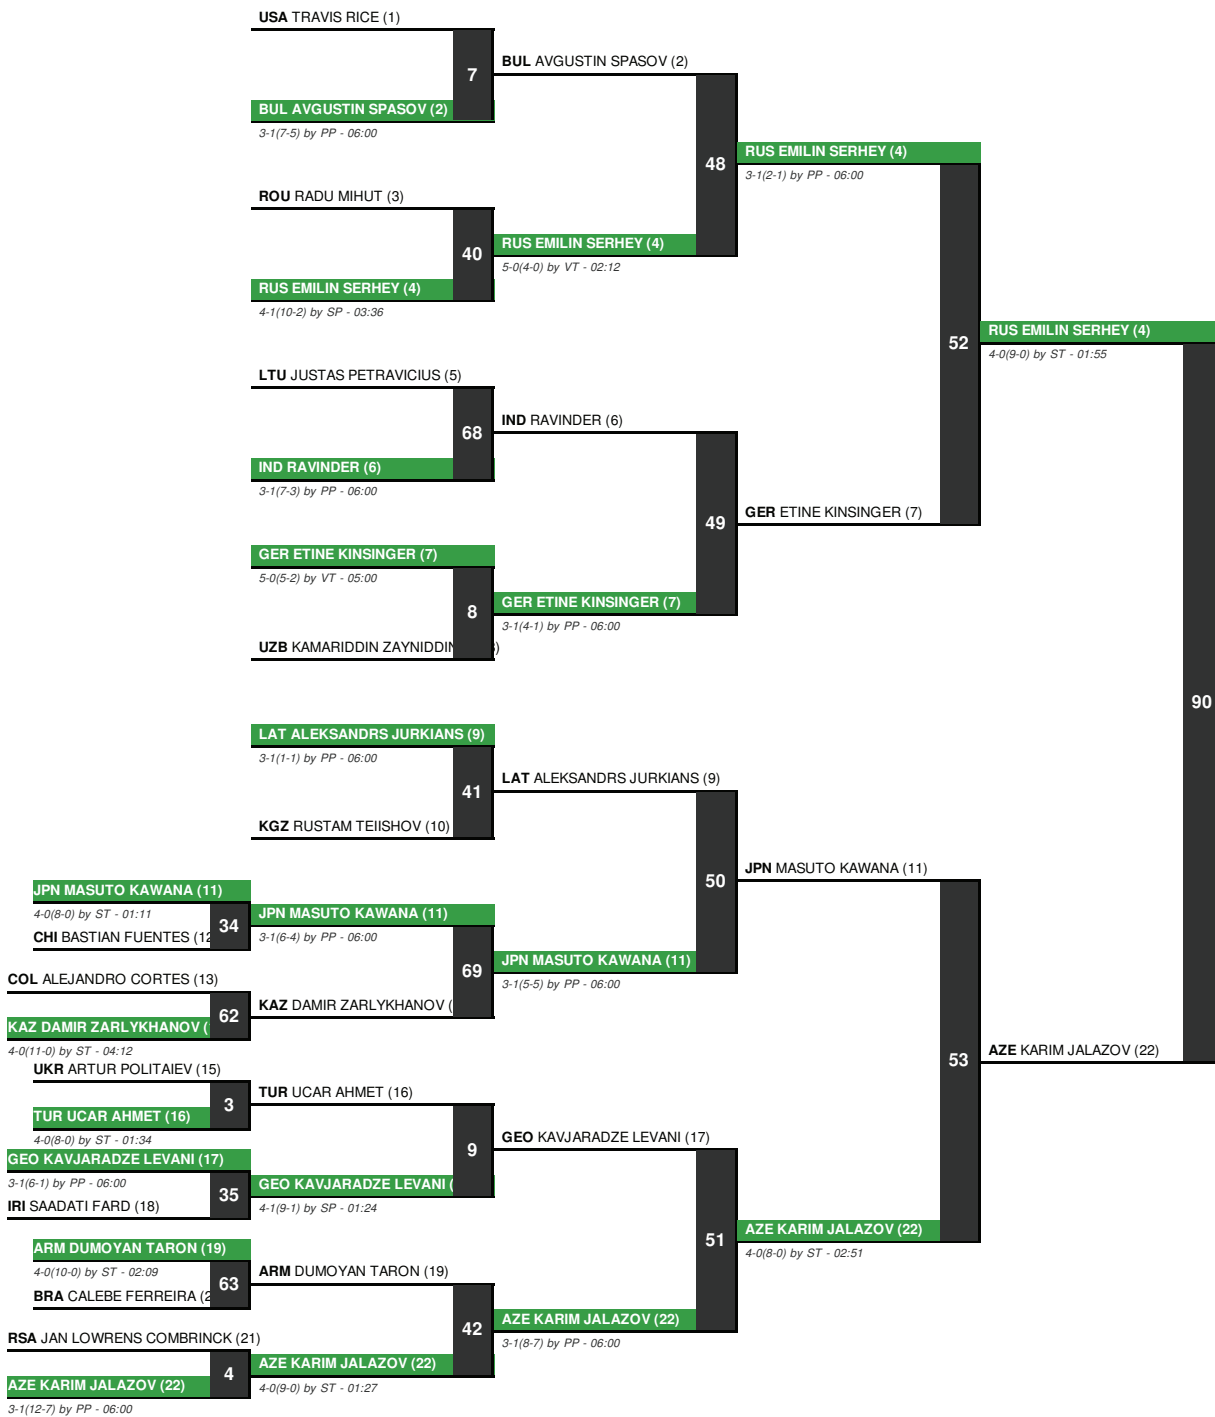 USA TRAVIS RICE (1)
7
BUL AVGUSTIN SPASOV (2)
BUL AVGUSTIN SPASOV (2)
3-1(7-5) by PP - 06:00
48
RUS EMILIN SERHEY (4)
3-1(2-1) by PP - 06:00
ROU RADU MIHUT (3)
40
RUS EMILIN SERHEY (4)
5-0(4-0) by VT - 02:12
RUS EMILIN SERHEY (4)
4-1(10-2) by SP - 03:36
52
RUS EMILIN SERHEY (4)
4-0(9-0) by ST - 01:55
LTU JUSTAS PETRAVICIUS (5)
68
IND RAVINDER (6)
IND RAVINDER (6)
3-1(7-3) by PP - 06:00
49
GER ETINE KINSINGER (7)
GER ETINE KINSINGER (7)
5-0(5-2) by VT - 05:00
8
GER ETINE KINSINGER (7)
3-1(4-1) by PP - 06:00
UZB KAMARIDDIN
90
LAT ALEKSANDRS JURKIANS (9)
3-1(1-1) by PP - 06:00
41
LAT ALEKSANDRS JURKIANS (9)
KGZ RUSTAM TEIISHOV (10)
50
JPN MASUTO KAWANA (11)
JPN MASUTO KAWANA (11)
4-0(8-0) by ST - 01:11
34
CHI BASTIAN FUENTES
JPN MASUTO KAWANA (11)
3-1(6-4) by PP - 06:00
69
JPN MASUTO KAWANA (11)
3-1(5-5) by PP - 06:00
COL ALEJANDRO CORTES (13)
62
KAZ DAMIR ZARLYKHANOV (
4-0(11-0) by ST - 04:12
KAZ DAMIR ZARLYKHANOV (
53
AZE KARIM JALAZOV (22)
UKR ARTUR POLITAIEV (15)
3
TUR UCAR AHMET (16)
4-0(8-0) by ST - 01:34
TUR UCAR AHMET (16)
9
GEO KAVJARADZE LEVANI (17)
GEO KAVJARADZE LEVANI (17)
3-1(6-1) by PP - 06:00
35
IRI SAADATI FARD (18)
GEO KAVJARADZE LEVANI (
4-1(9-1) by SP - 01:24
51
AZE KARIM JALAZOV (22)
4-0(8-0) by ST - 02:51
ARM DUMOYAN TARON (19)
4-0(10-0) by ST - 02:09
63
BRA CALEBE FERREIRA
ARM DUMOYAN TARON (19)
42
AZE KARIM JALAZOV (22)
3-1(8-7) by PP - 06:00
RSA JAN LOWRENS COMBRINCK (21)
4
AZE KARIM JALAZOV (22)
3-1(12-7) by PP - 06:00
AZE KARIM JALAZOV (22)
4-0(9-0) by ST - 01:27